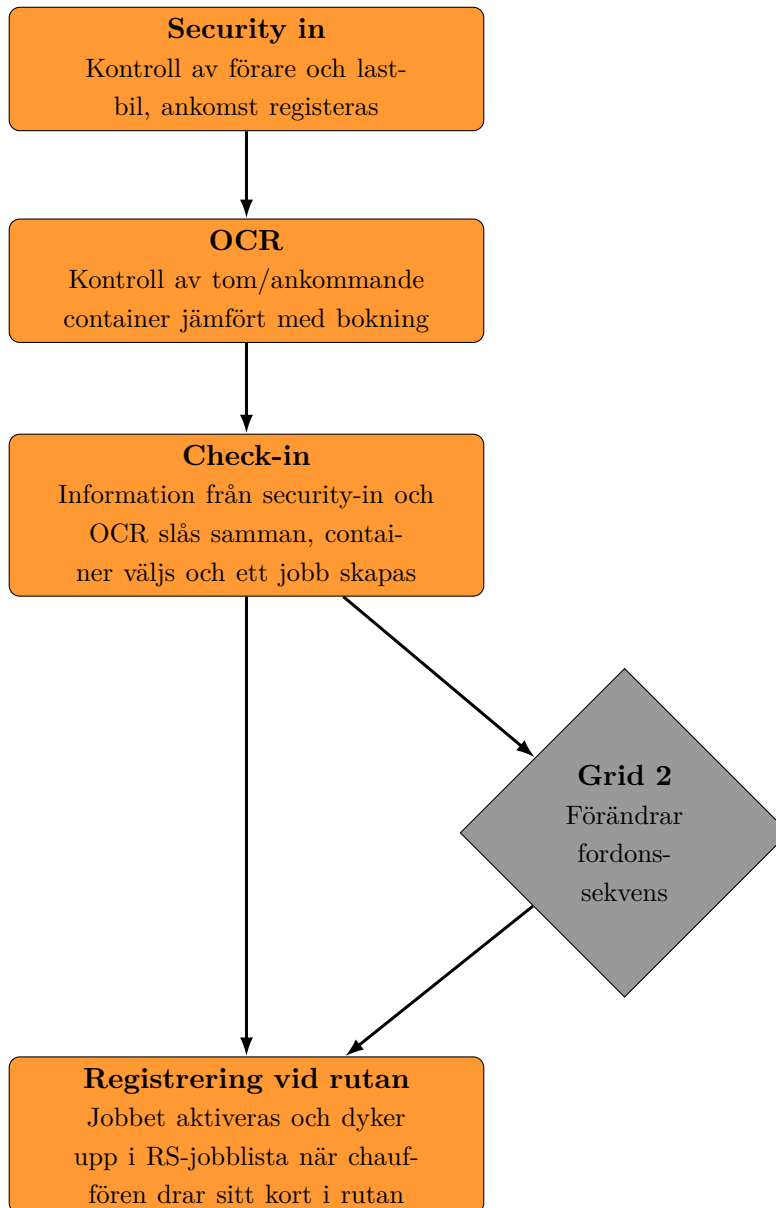 Security in
Kontroll av förare och last-
bil, ankomst registeras
OCR
Kontroll av tom/ankommande
container jämfört med bokning
Check-in
Information från security-in och
OCR slås samman, contai-
ner väljs och ett jobb skapas
Grid 2
Förändrar
fordons-
sekvens
Registrering vid rutan
Jobbet aktiveras och dyker
upp i RS-jobblista när chauf-
fören drar sitt kort i rutan